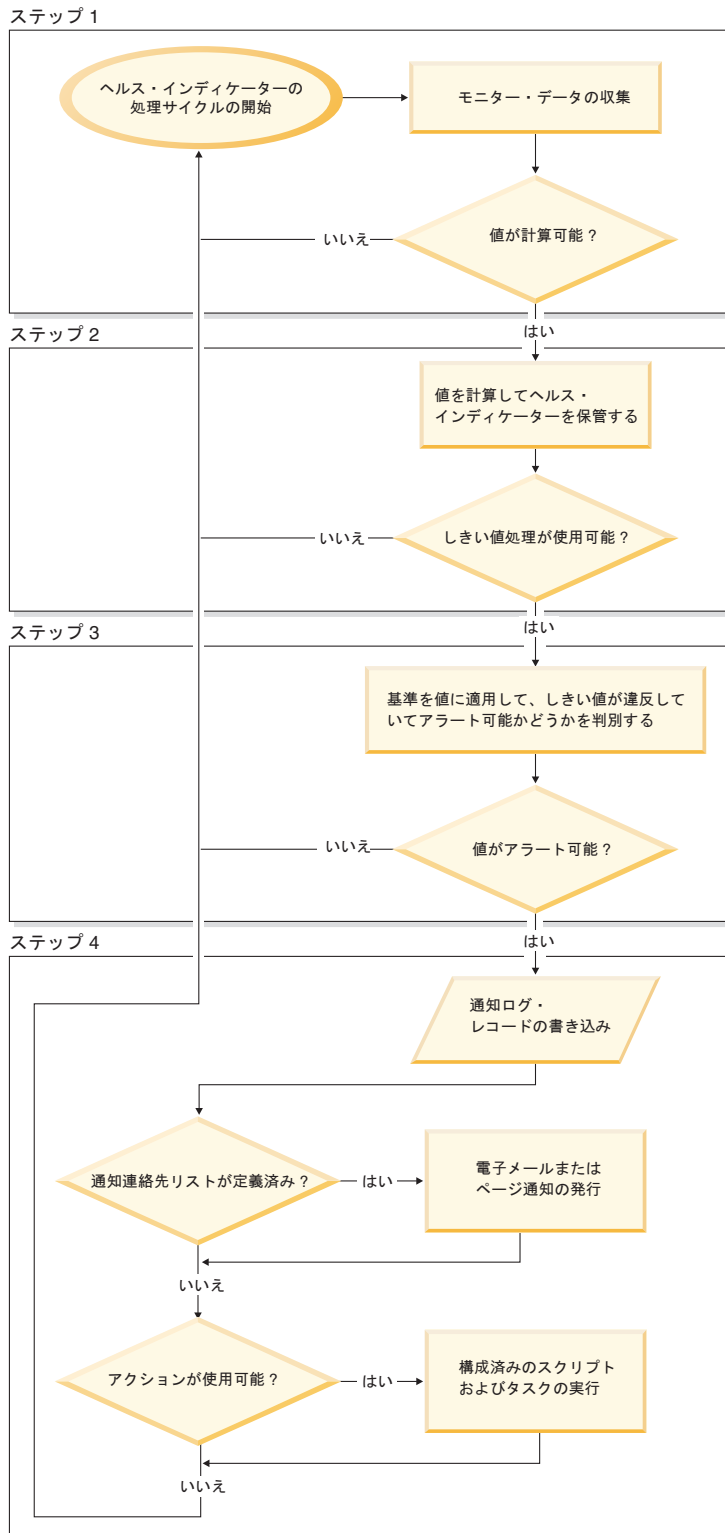 ステップ 1
ヘルス・インディケーターの
処理サイクルの開始
モニター・データの収集
値が計算可能 ?
いいえ
はい
ステップ 2
値を計算してヘルス・
インディケーターを保管する
しきい値処理が使用可能 ?
いいえ
はい
ステップ 3
基準を値に適用して、しきい値が違反して
いてアラート可能かどうかを判別する
値がアラート可能 ?
いいえ
はい
ステップ 4
通知ログ・
レコードの書き込み
通知連絡先リストが定義済み ?
はい
電子メールまたは
ページ通知の発行
いいえ
アクションが使用可能 ?
はい
構成済みのスクリプト
およびタスクの実行
いいえ